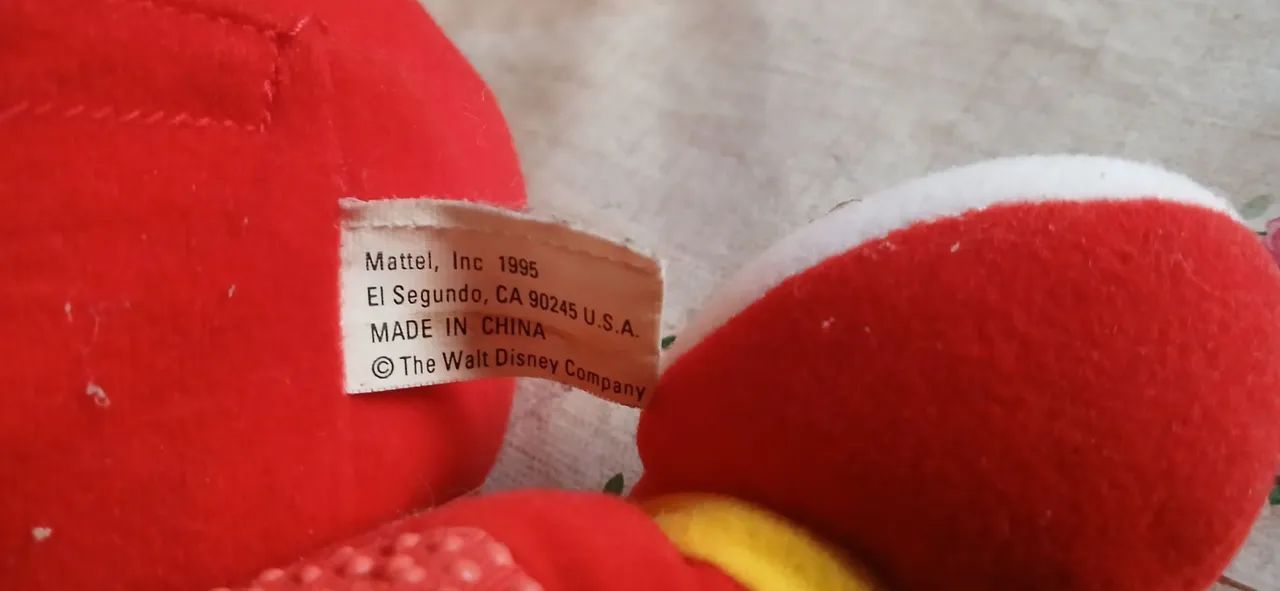 Mattel, Inc 1995
El Segundo, CA 90245 U.S.A.
MADE IN CHINA
© The Walt Disney Company